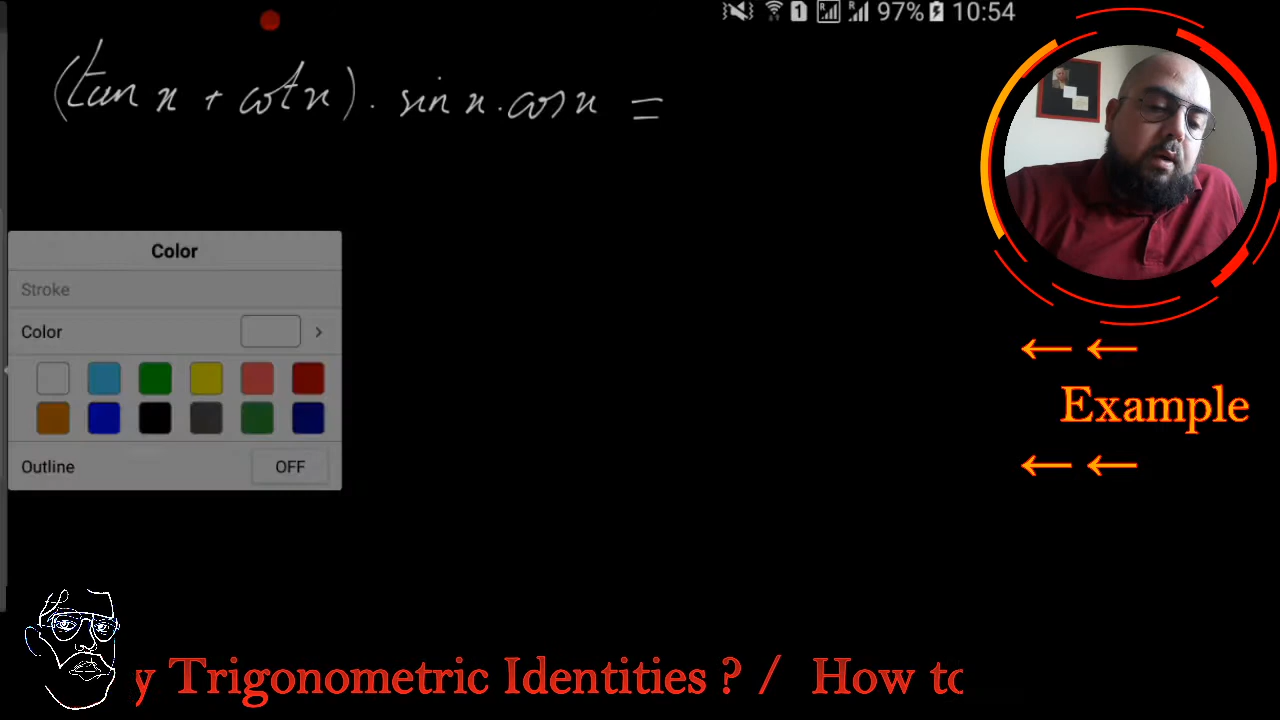 97% 10:54
(tan x + cot x) . sin x . cos x =
Color
Stroke
Color
Outline OFF
← ←
Example
← ←
y Trigonometric Identities ? / How to